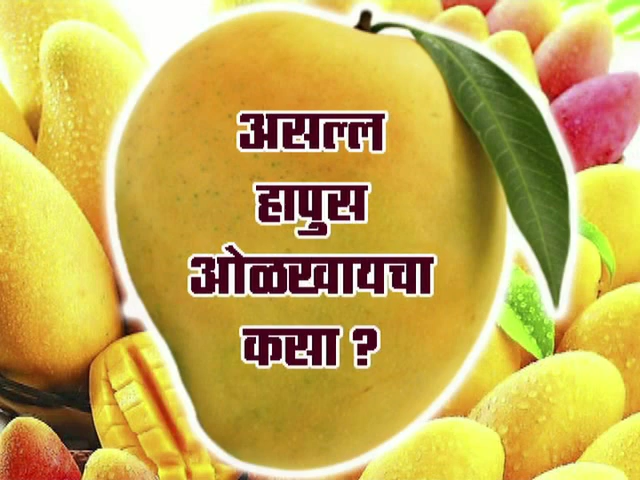 असल्ल
हापुस
ओळखायचा
कसा ?